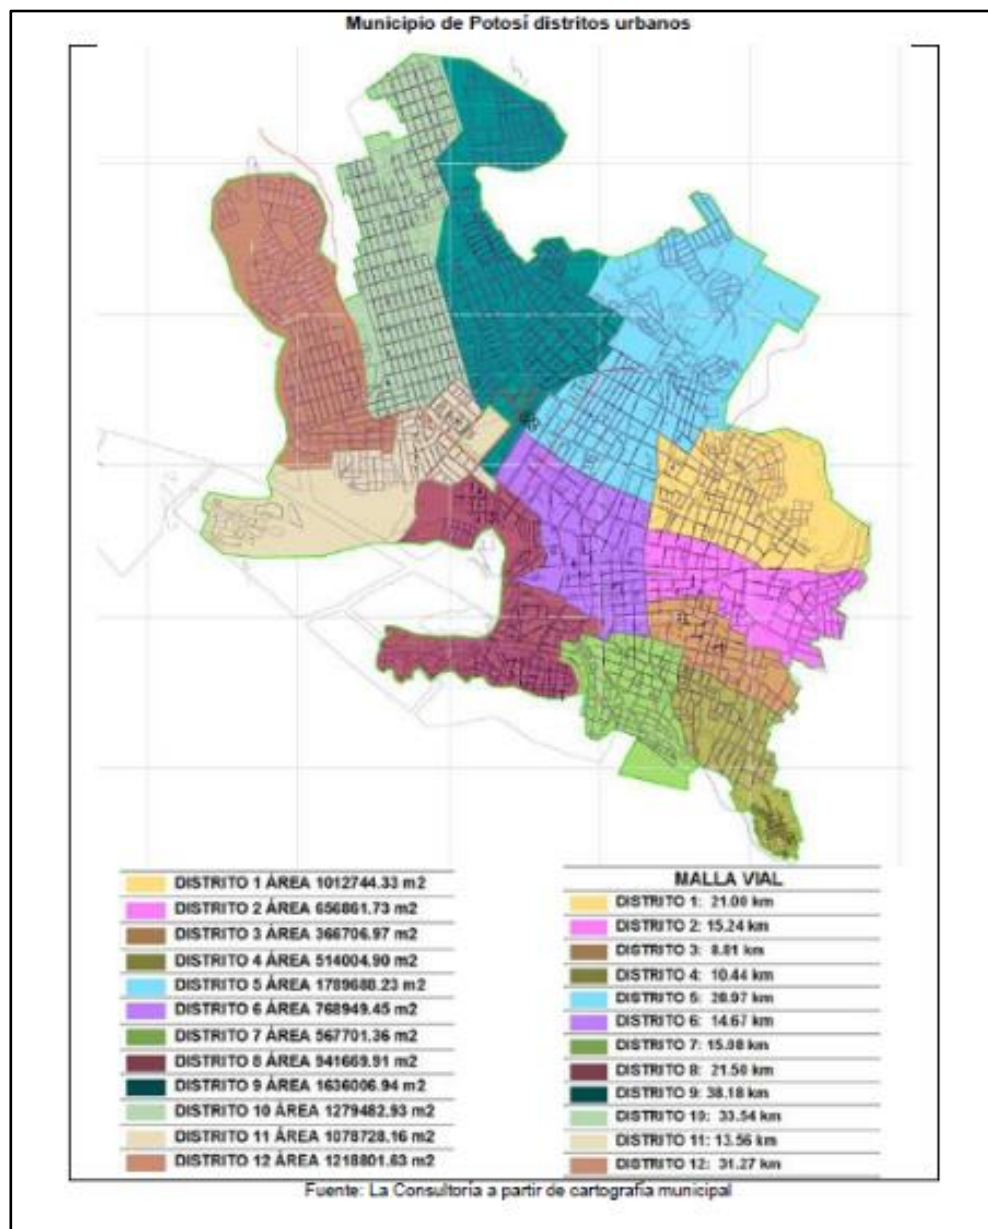 Municipio de Potosí distritos urbanos
DISTRITO 1 ÁREA 1012744.33 m2
DISTRITO 2 ÁREA 656861.73 m2
DISTRITO 3 ÁREA 366706.97 m2
DISTRITO 4 ÁREA 514004.90 m2
DISTRITO 5 ÁREA 1789688.23 m2
DISTRITO 6 ÁREA 768949.45 m2
DISTRITO 7 ÁREA 567701.36 m2
DISTRITO 8 ÁREA 941669.91 m2
DISTRITO 9 ÁREA 1636006.94 m2
DISTRITO 10 ÁREA 1279482.93 m2
DISTRITO 11 ÁREA 1078728.16 m2
DISTRITO 12 ÁREA 1218801.63 m2
MALLA VIAL
DISTRITO 1: 21.00 km
DISTRITO 2: 15.24 km
DISTRITO 3: 8.81 km
DISTRITO 4: 10.44 km
DISTRITO 5: 20.97 km
DISTRITO 6: 14.67 km
DISTRITO 7: 15.98 km
DISTRITO 8: 21.50 km
DISTRITO 9: 38.18 km
DISTRITO 10: 33.54 km
DISTRITO 11: 13.56 km
DISTRITO 12: 31.27 km
Fuente: La Consultoría a partir de cartografía municipal